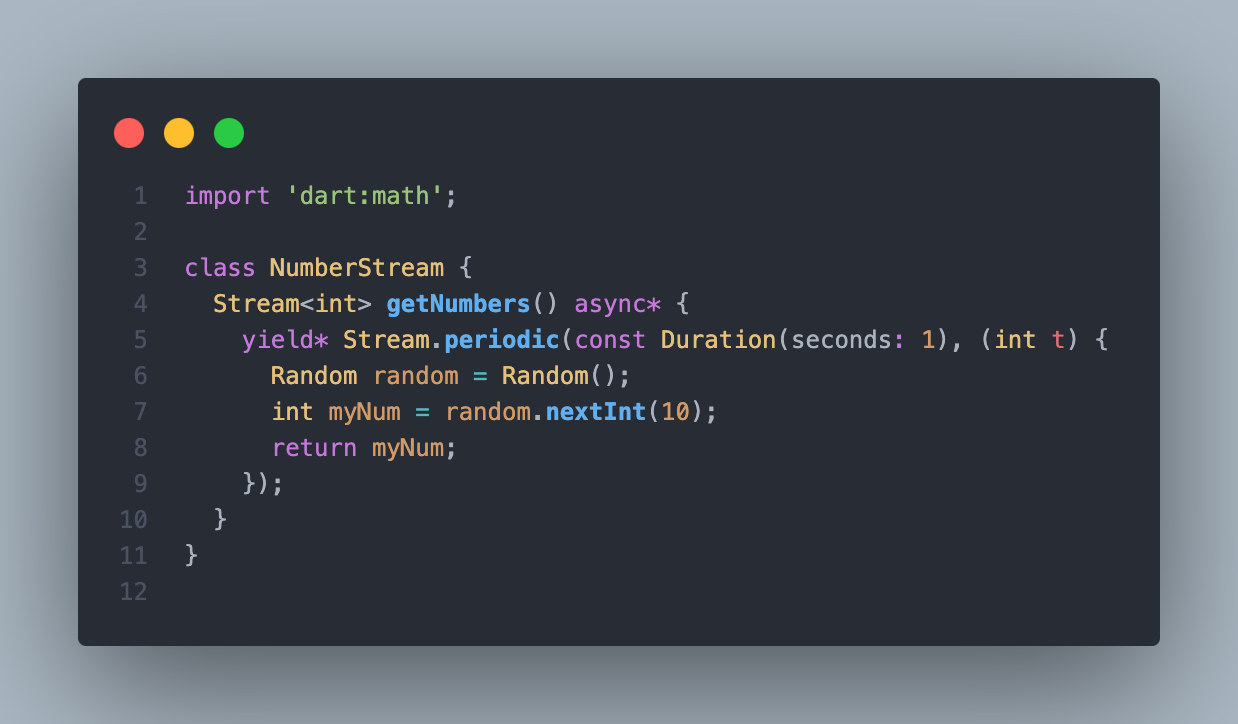 1 import 'dart:math';
2
3 class NumberStream {
4   Stream<int> getNumbers() async* {
5     yield* Stream.periodic(const Duration(seconds: 1), (int t) {
6       Random random = Random();
7       int myNum = random.nextInt(10);
8       return myNum;
9     });
10   }
11 }
12